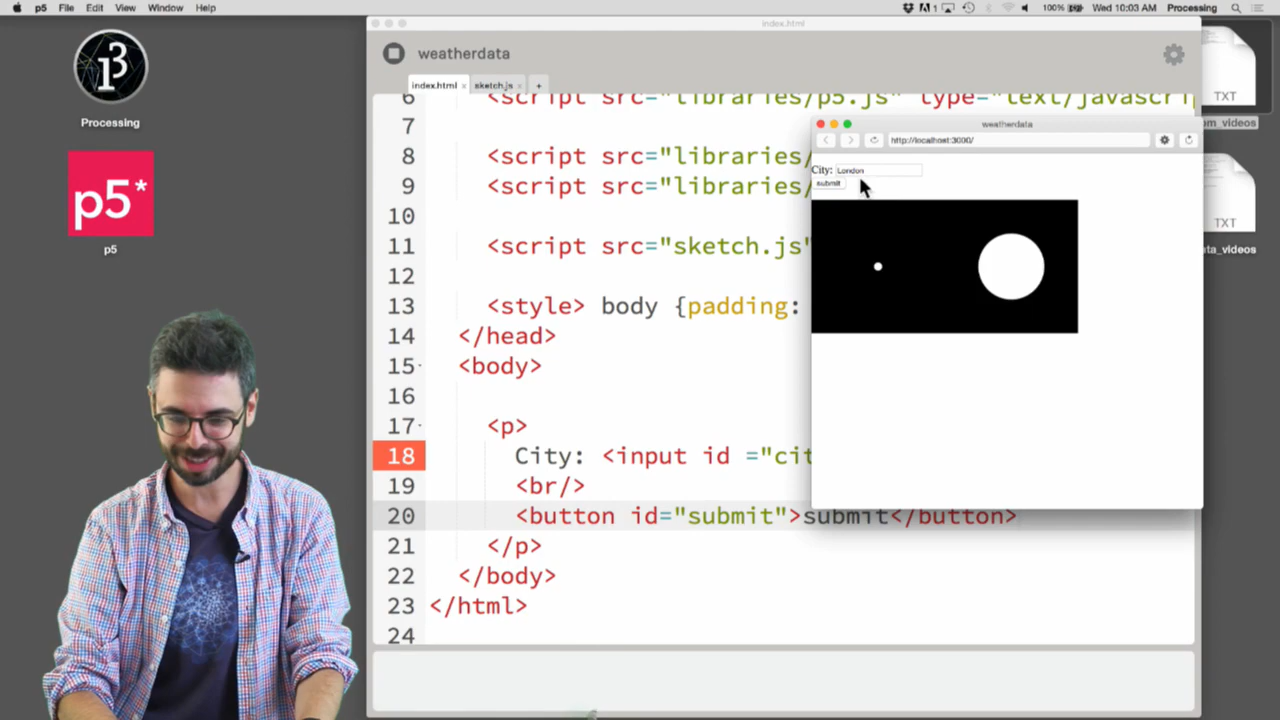 p5 File Edit View Window Help
1 100% Wed 10:03 AM Processing
index.html
weatherdata
index.html × sketch.js × +
Processing
p5*
p5
TXT
om_videos
TXT
ta_videos
6 <script src="libraries/p5.js" type="text/javascrip
7
8 <script src="libraries/
9 <script src="libraries/
10
11 <script src="sketch.js"
12
13 <style> body {padding:
14 </head>
15 <body>
16
17 <p>
18 City: <input id ="cit
19 <br/>
20 <button id="submit">submit</button>
21 </p>
22 </body>
23 </html>
24
weatherdata
http://localhost:3000/
City: London
submit